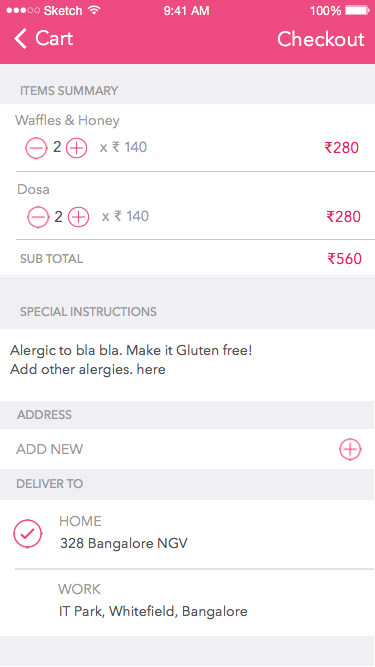 Sketch 9:41 AM 100%
Cart Checkout
ITEMS SUMMARY
Waffles & Honey
2 x ₹ 140 ₹280
Dosa
2 x ₹ 140 ₹280
SUB TOTAL ₹560
SPECIAL INSTRUCTIONS
Alergic to bla bla. Make it Gluten free!
Add other alergies. here
ADDRESS
ADD NEW
DELIVER TO
HOME
328 Bangalore NGV
WORK
IT Park, Whitefield, Bangalore